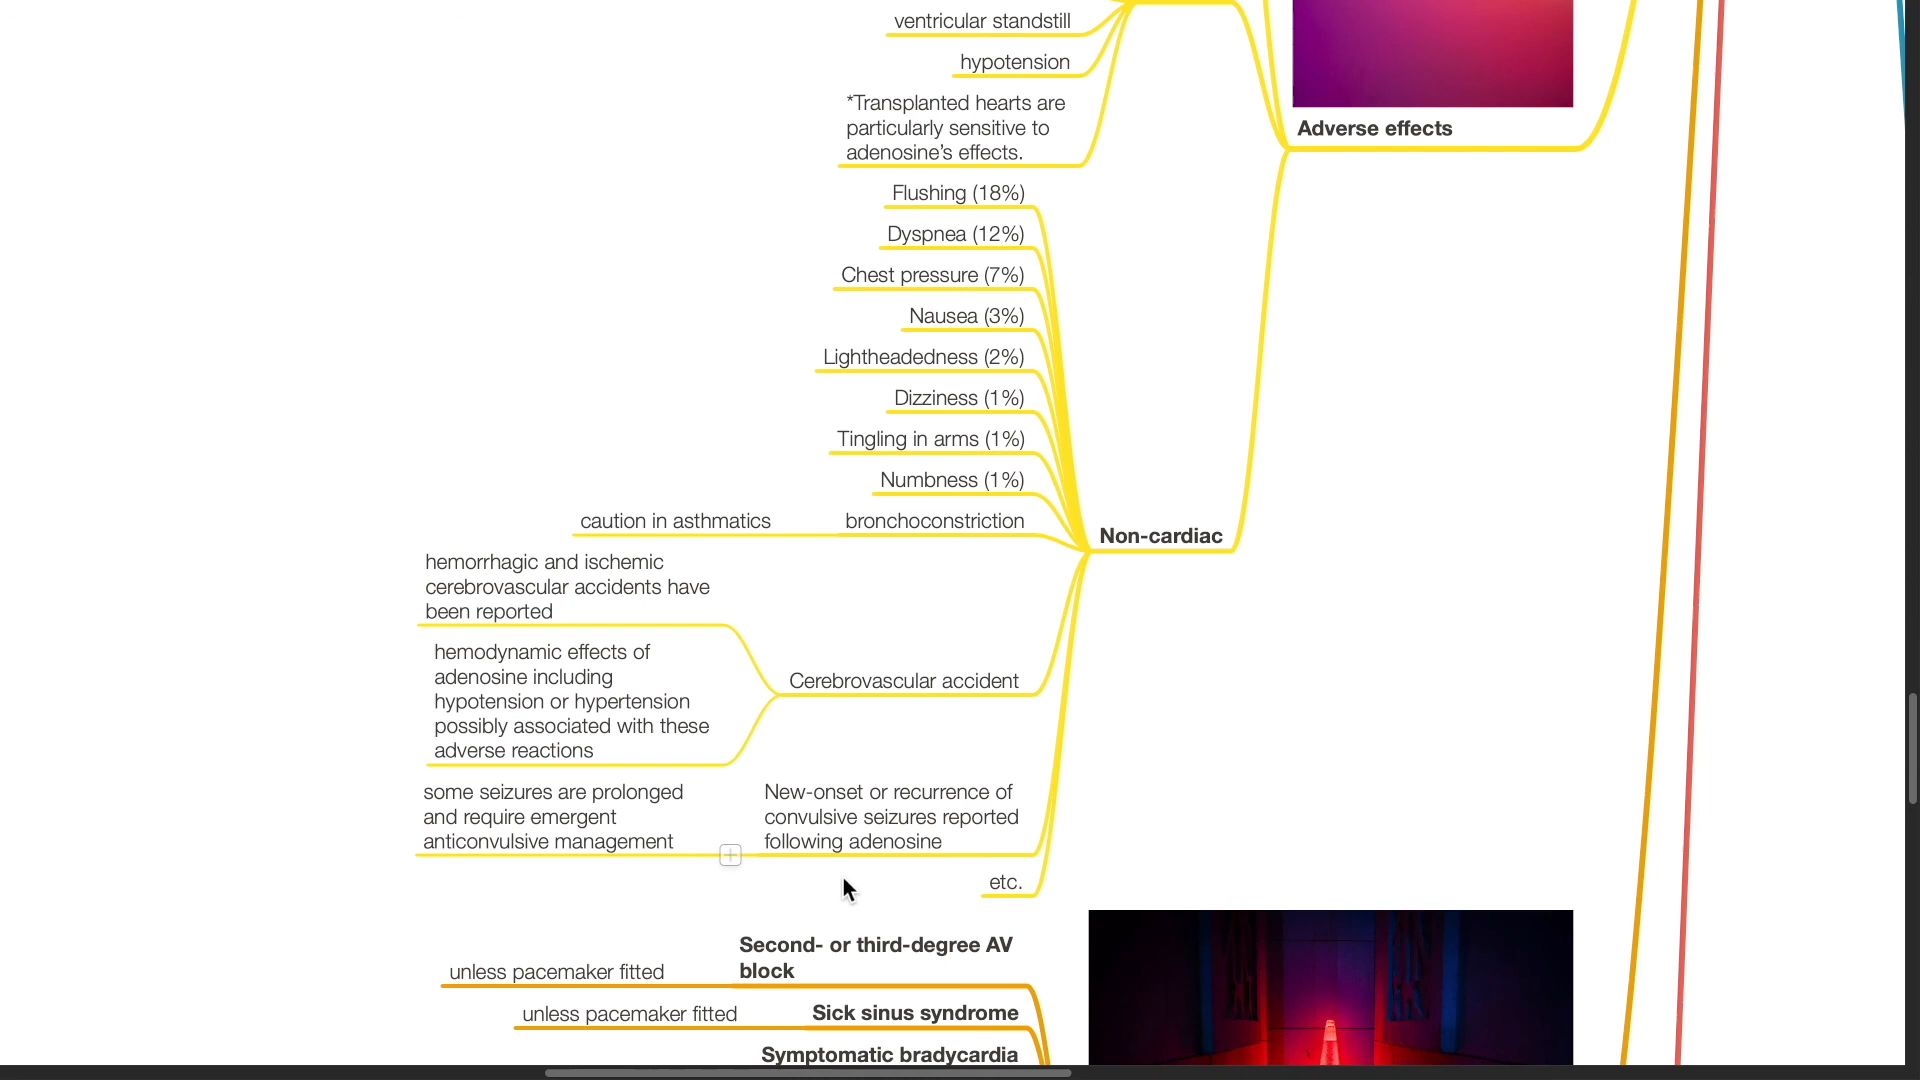 ventricular standstill
hypotension
*Transplanted hearts are
particularly sensitive to
adenosine’s effects.
Adverse effects
Flushing (18%)
Dyspnea (12%)
Chest pressure (7%)
Nausea (3%)
Lightheadedness (2%)
Dizziness (1%)
Tingling in arms (1%)
Numbness (1%)
caution in asthmatics
bronchoconstriction
Non-cardiac
hemorrhagic and ischemic
cerebrovascular accidents have
been reported
hemodynamic effects of
adenosine including
hypotension or hypertension
possibly associated with these
adverse reactions
Cerebrovascular accident
some seizures are prolonged
and require emergent
anticonvulsive management
New-onset or recurrence of
convulsive seizures reported
following adenosine
etc.
Second- or third-degree AV
block
unless pacemaker fitted
unless pacemaker fitted
Sick sinus syndrome
Symptomatic bradycardia